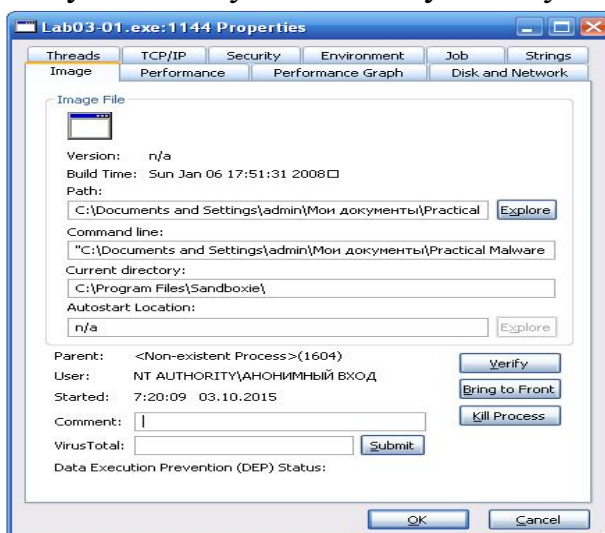 Lab03-01.exe:1144 Properties
Threads TCP/IP Security Environment Job Strings
Image Performance Performance Graph Disk and Network
Image File
Version: n/a
Build Time: Sun Jan 06 17:51:31 2008
Path:
C:\Documents and Settings\admin\Мои документы\Practical Explore
Command line:
"C:\Documents and Settings\admin\Мои документы\Practical Malware
Current directory:
C:\Program Files\Sandboxie\
Autostart Location:
n/a Explore
Parent: <Non-existent Process>(1604) Verify
User: NT AUTHORITY\АНОНИМНЫЙ ВХОД Bring to Front
Started: 7:20:09 03.10.2015
Comment: Kill Process
VirusTotal: Submit
Data Execution Prevention (DEP) Status:
OK Cancel